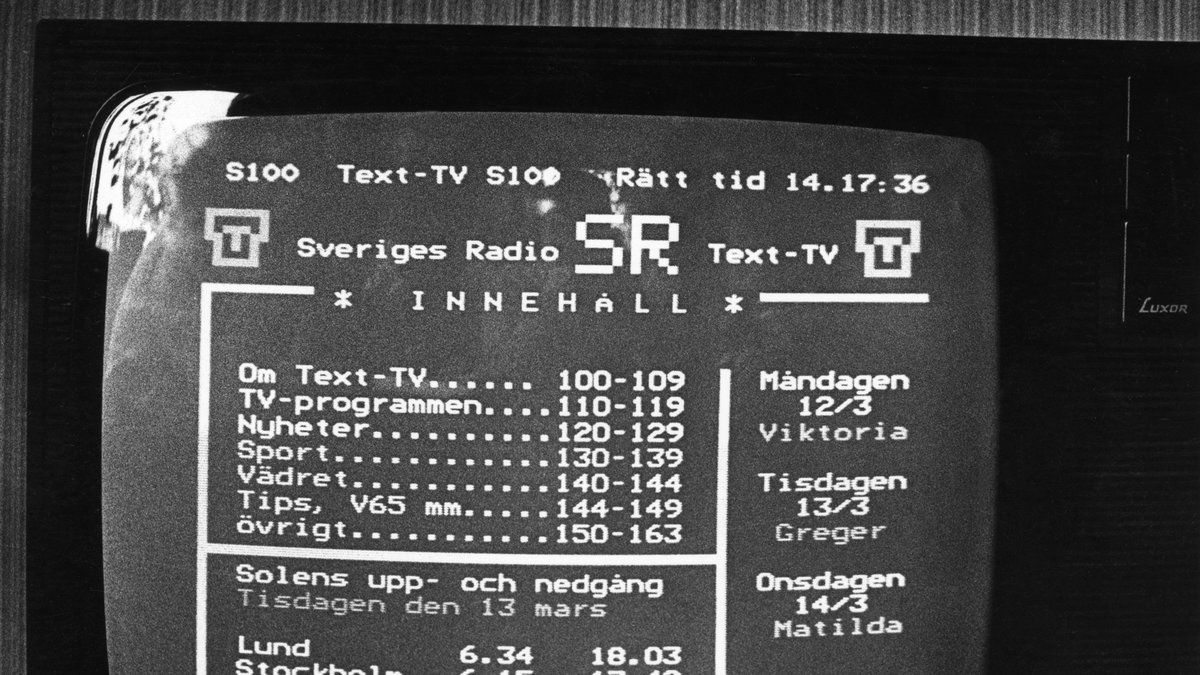 S100 Text-TV S100 Rätt tid 14.17:36
Sveriges Radio SR Text-TV
* INNEHÅLL *
Om Text-TV...... 100-109
TV-programmen....110-119
Nyheter..........120-129
Sport............130-139
Vädret...........140-144
Tips, V65 mm.....144-149
övrigt...........150-163
Solens upp- och nedgång
Tisdagen den 13 mars
Lund 6.34 18.03
Stockholm
Måndagen
12/3
Viktoria
Tisdagen
13/3
Greger
Onsdagen
14/3
Matilda
LUXOR